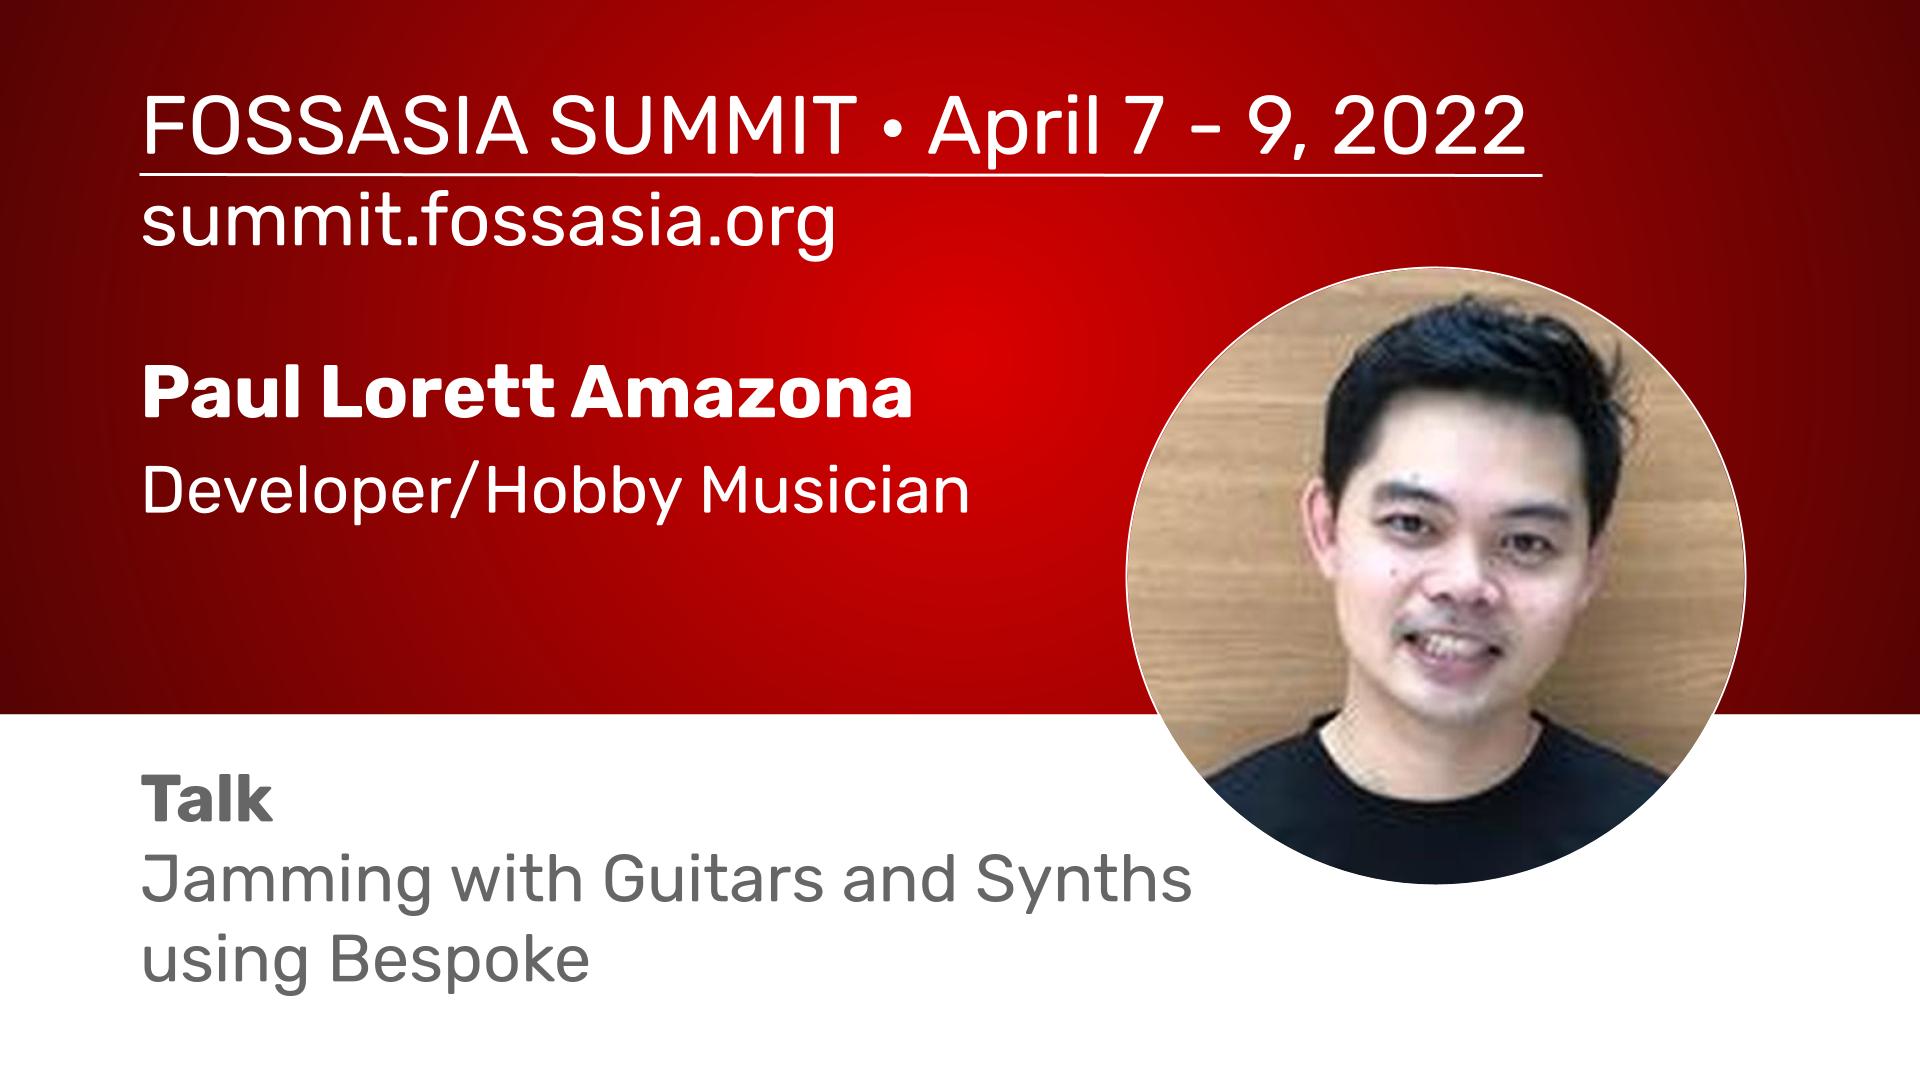 FOSSASIA SUMMIT • April 7 - 9, 2022
summit.fossasia.org
Paul Lorett Amazona
Developer/Hobby Musician
Talk
Jamming with Guitars and Synths
using Bespoke